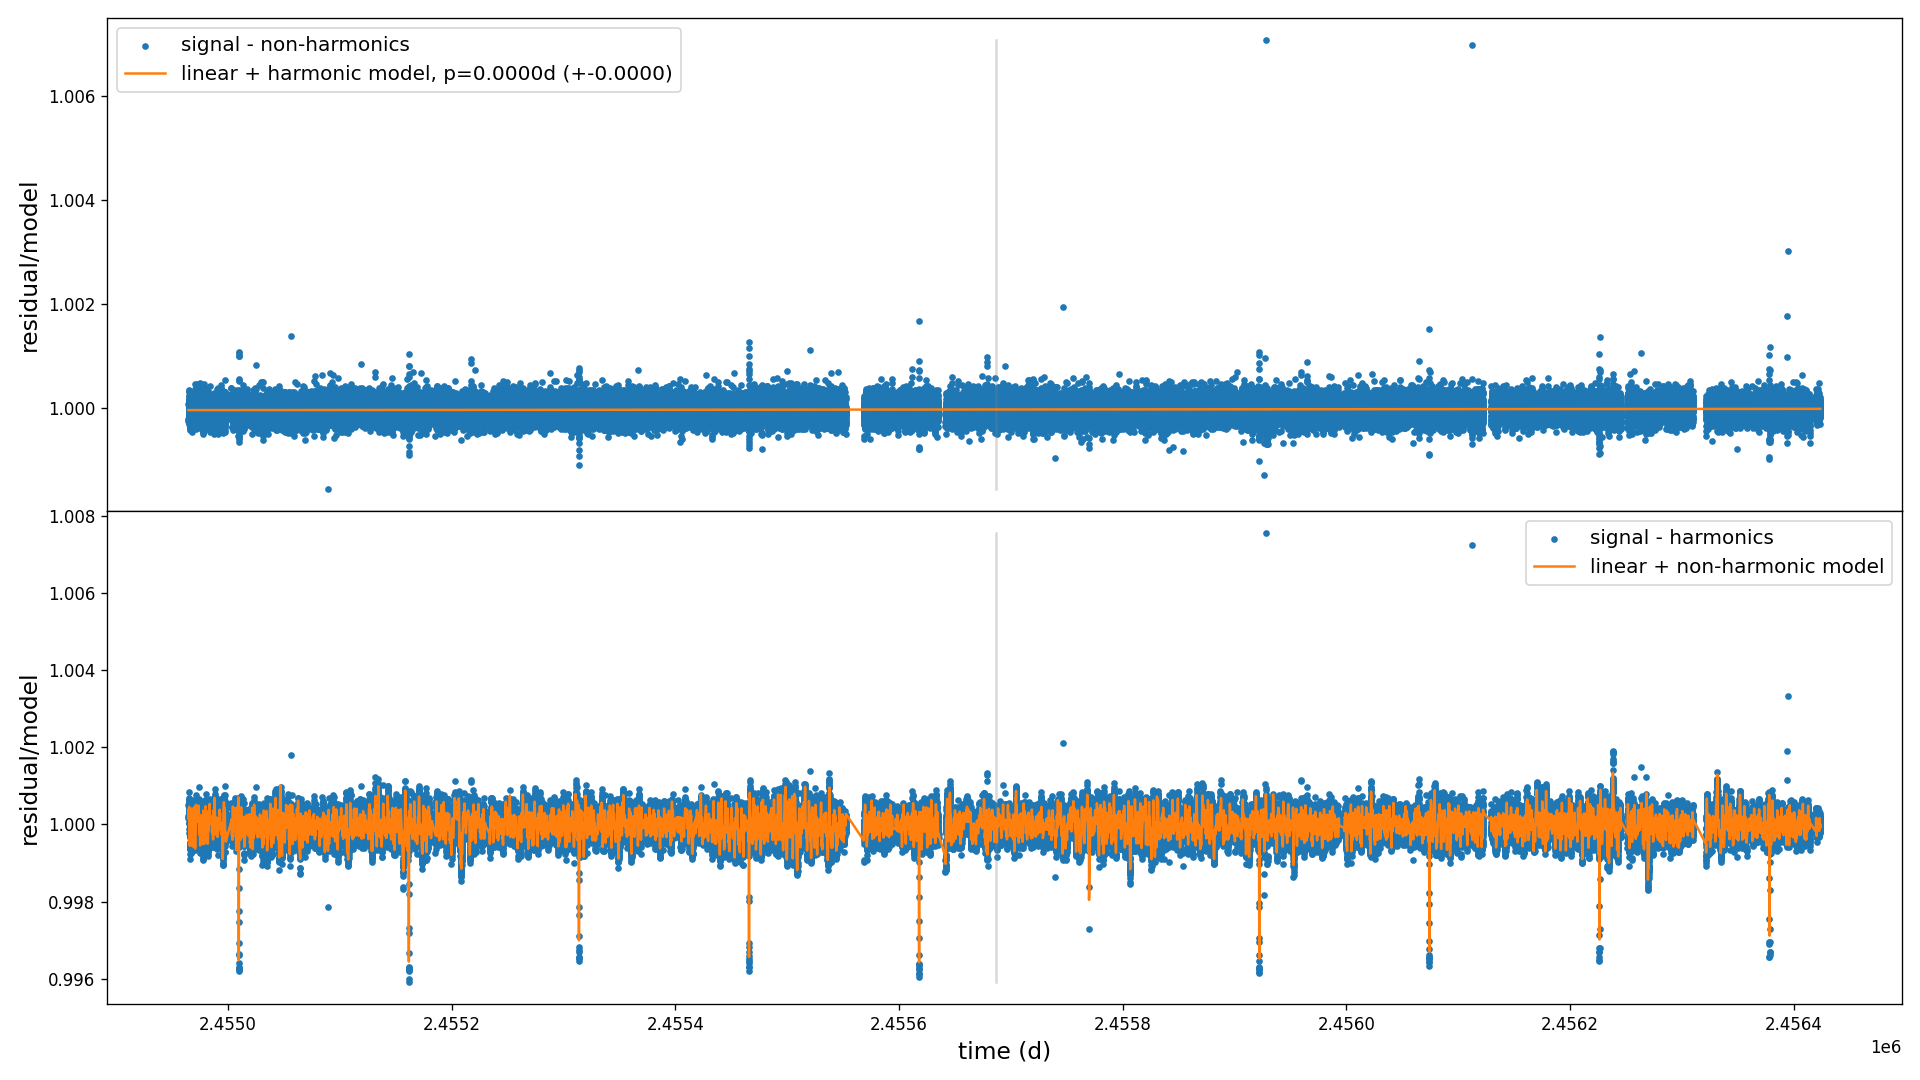 signal - non-harmonics
linear + harmonic model, p=0.0000d (+-0.0000)
1.006
1.004
1.002
1.000
residual/model
signal - harmonics
linear + non-harmonic model
1.008
1.006
1.004
1.002
1.000
0.998
0.996
residual/model
2.4550
2.4552
2.4554
2.4556
2.4558
2.4560
2.4562
2.4564
1e6
time (d)